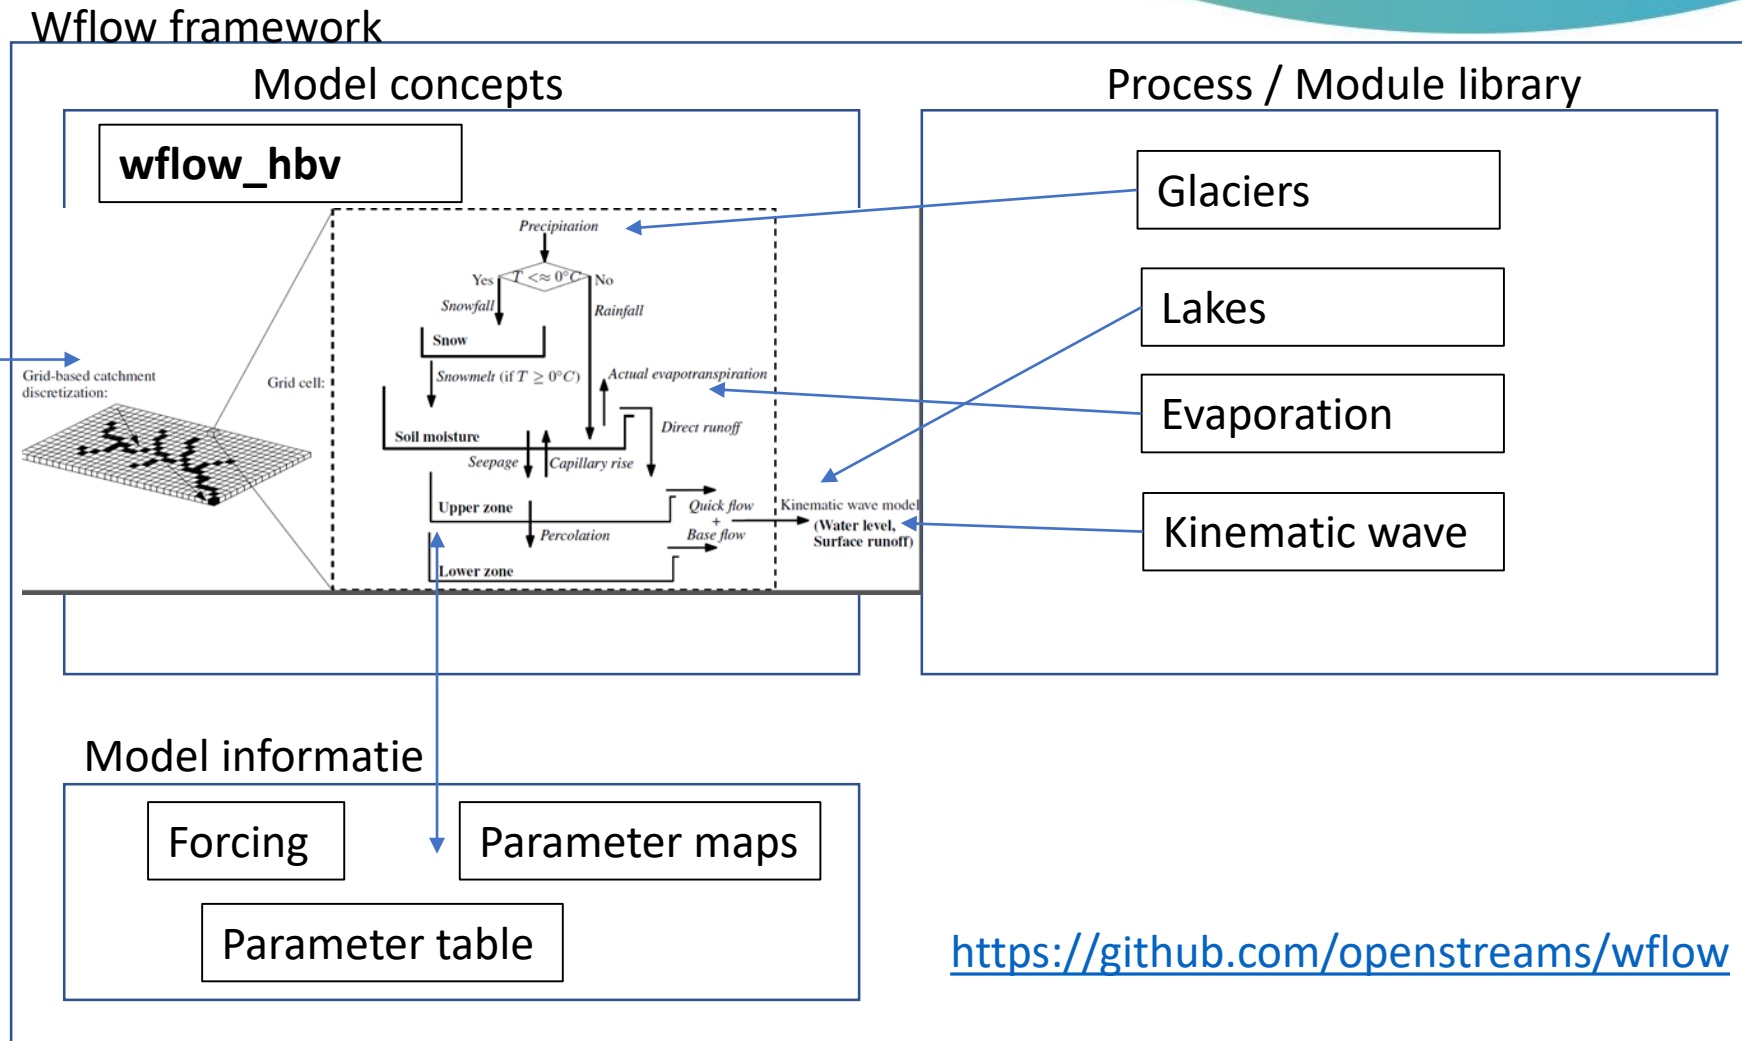 Wflow framework
Model concepts
Process / Module library
wflow_hbv
Glaciers
Lakes
Evaporation
Kinematic wave
Precipitation
Yes
T <≈ 0°C
No
Snowfall
Rainfall
Snow
Snowmelt (if T ≥ 0°C)
Actual evapotranspiration
Grid-based catchment
discretization:
Grid cell:
Soil moisture
Direct runoff
Seepage
Capillary rise
Upper zone
Quick flow
+
Base flow
Percolation
Lower zone
Kinematic wave model
(Water level,
Surface runoff)
Model informatie
Forcing
Parameter maps
Parameter table
https://github.com/openstreams/wflow